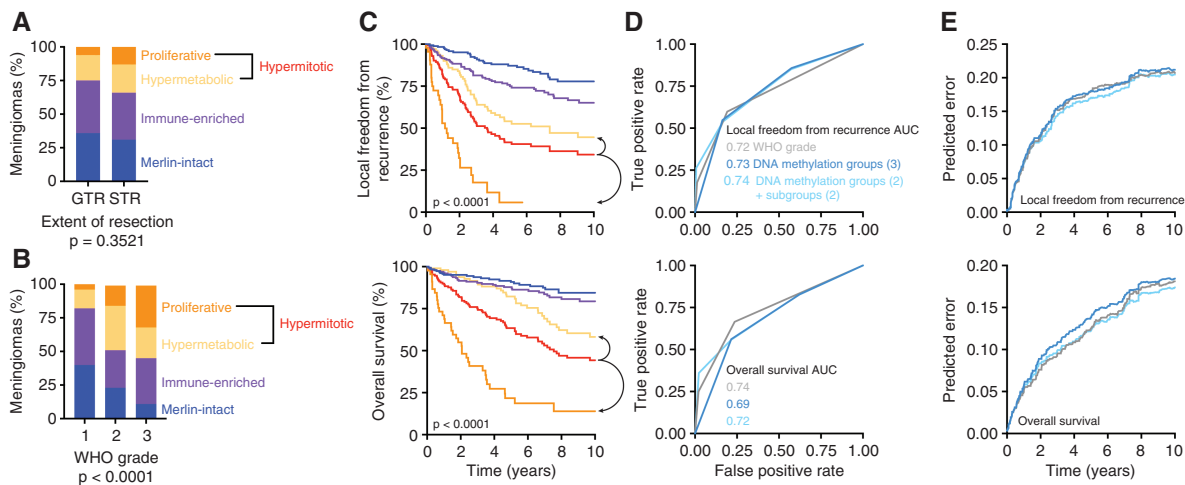 A
Meningiomas (%)
100
75
50
25
0
GTR STR
Extent of resection
p = 0.3521
Proliferative
Hypermetabolic
Hypermitotic
Immune-enriched
Merlin-intact
B
Meningiomas (%)
100
75
50
25
0
1 2 3
WHO grade
p < 0.0001
Proliferative
Hypermitotic
Hypermetabolic
Immune-enriched
Merlin-intact
C
Local freedom from
recurrence (%)
100
75
50
25
0
p < 0.0001
0 2 4 6 8 10
Overall survival (%)
100
75
50
25
0
p < 0.0001
0 2 4 6 8 10
Time (years)
D
True positive rate
1.00
0.75
0.50
0.25
0.00
Local freedom from recurrence AUC
0.72 WHO grade
0.73 DNA methylation groups (3)
0.74 DNA methylation groups (2)
+ subgroups (2)
0.00 0.25 0.50 0.75 1.00
True positive rate
1.00
0.75
0.50
0.25
0.00
Overall survival AUC
0.74
0.69
0.72
0.00 0.25 0.50 0.75 1.00
False positive rate
E
Predicted error
0.25
0.20
0.15
0.10
0.05
0.00
Local freedom from recurrence
0 2 4 6 8 10
Predicted error
0.20
0.15
0.10
0.05
0.00
Overall survival
0 2 4 6 8 10
Time (years)